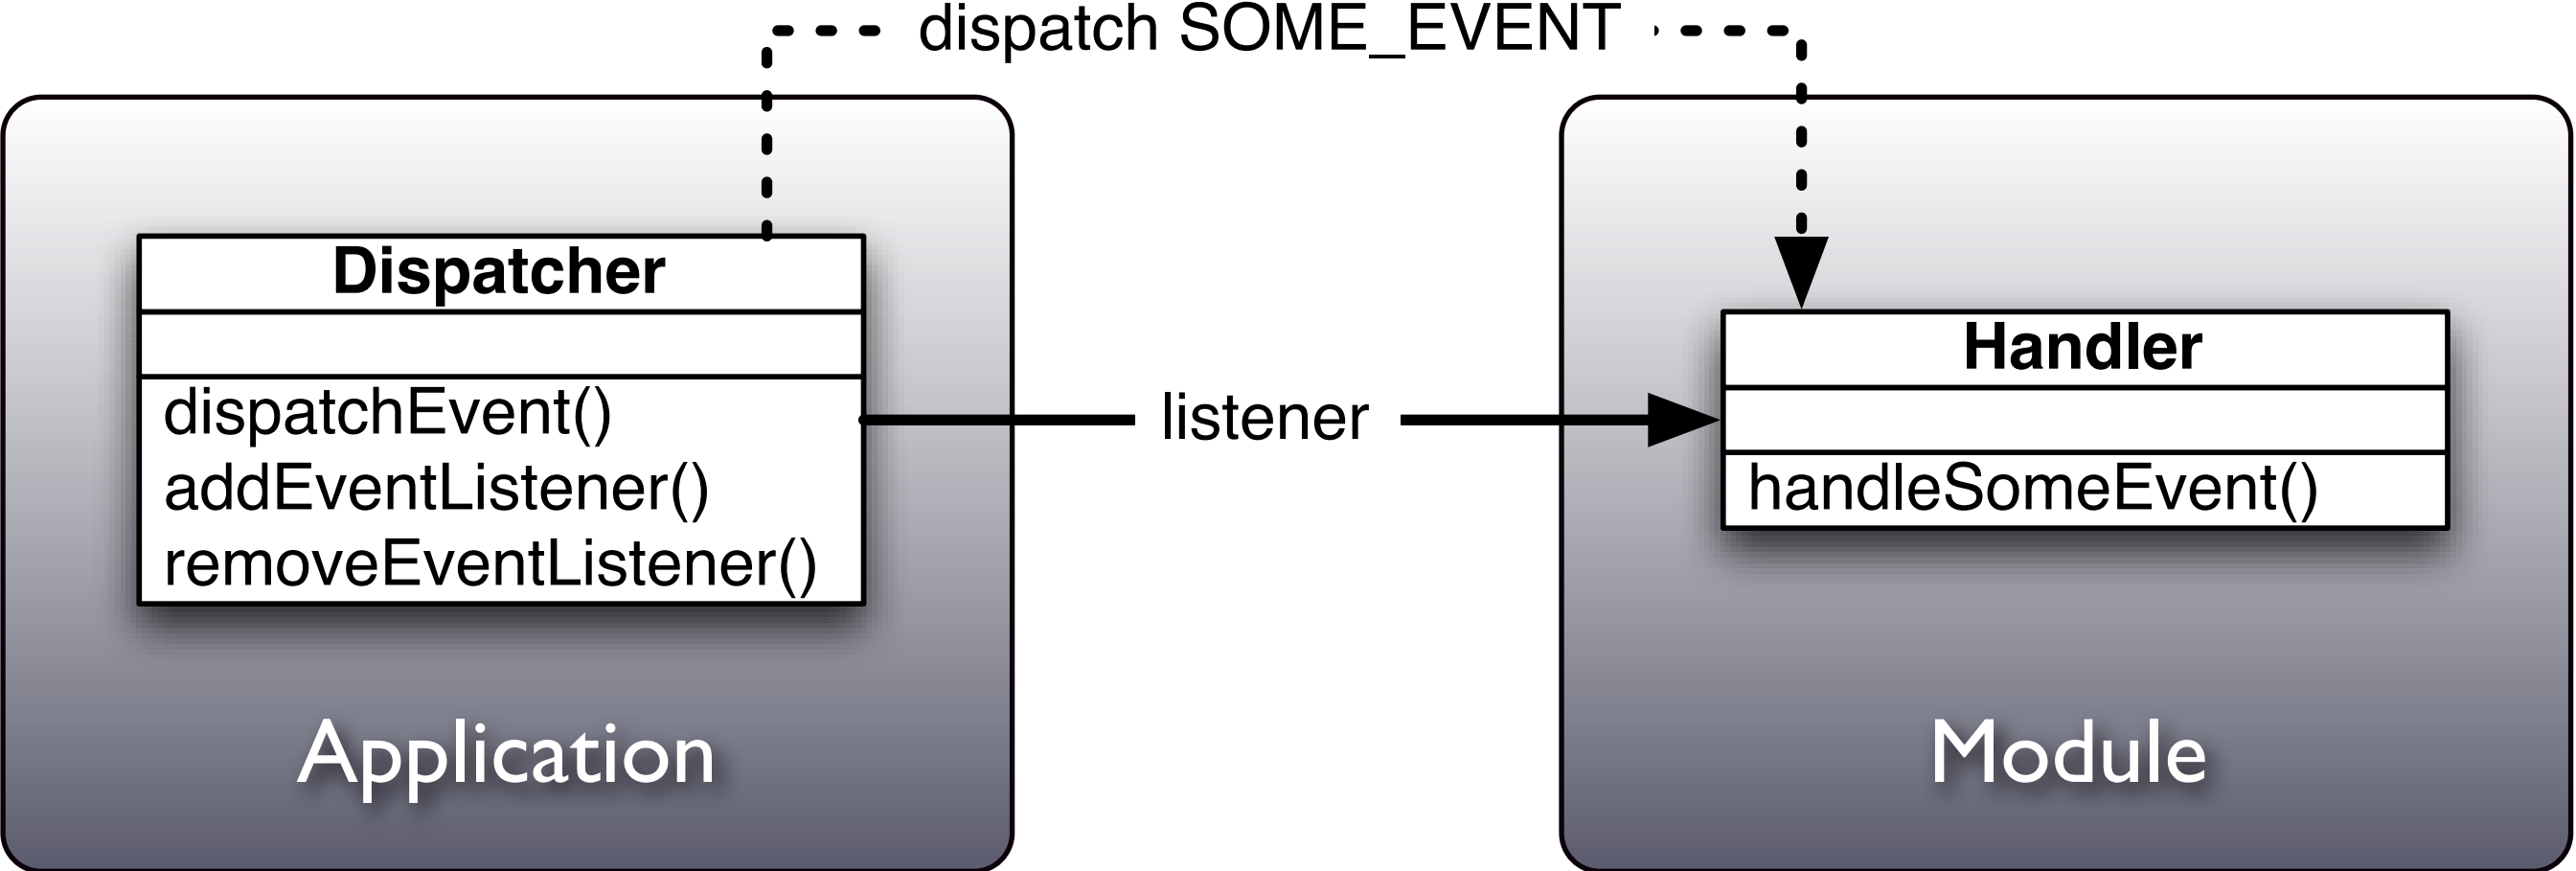 dispatch SOME_EVENT
Dispatcher
dispatchEvent()
addEventListener()
removeEventListener()
listener
Handler
handleSomeEvent()
Application
Module